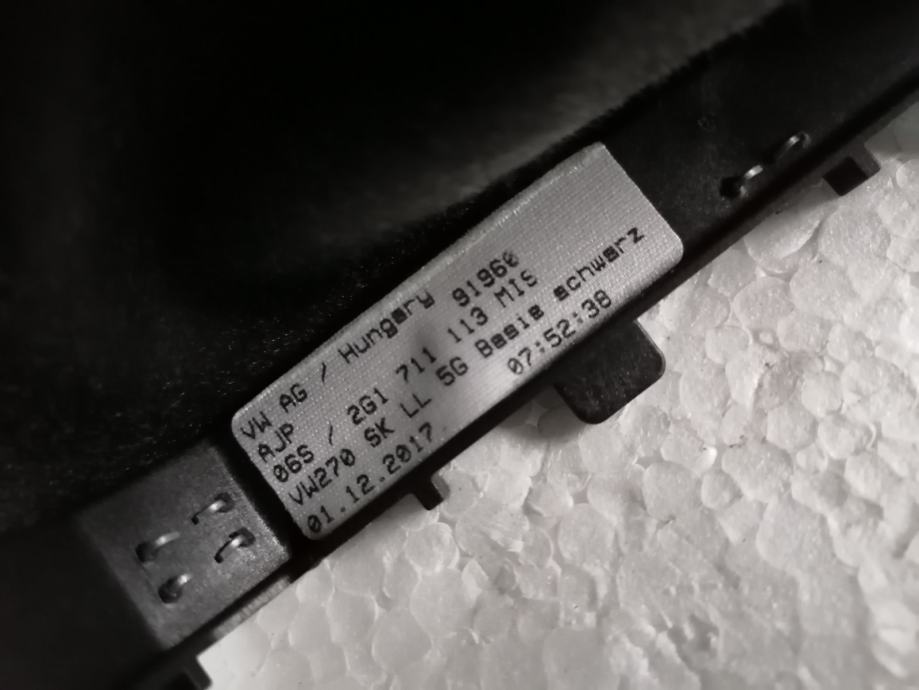 VW AG / Hungary 91960
AJP
06S / 2G1 711 113 MIS
VW270 SK LL 5G Basis schwarz
01.12.2017 07:52:38